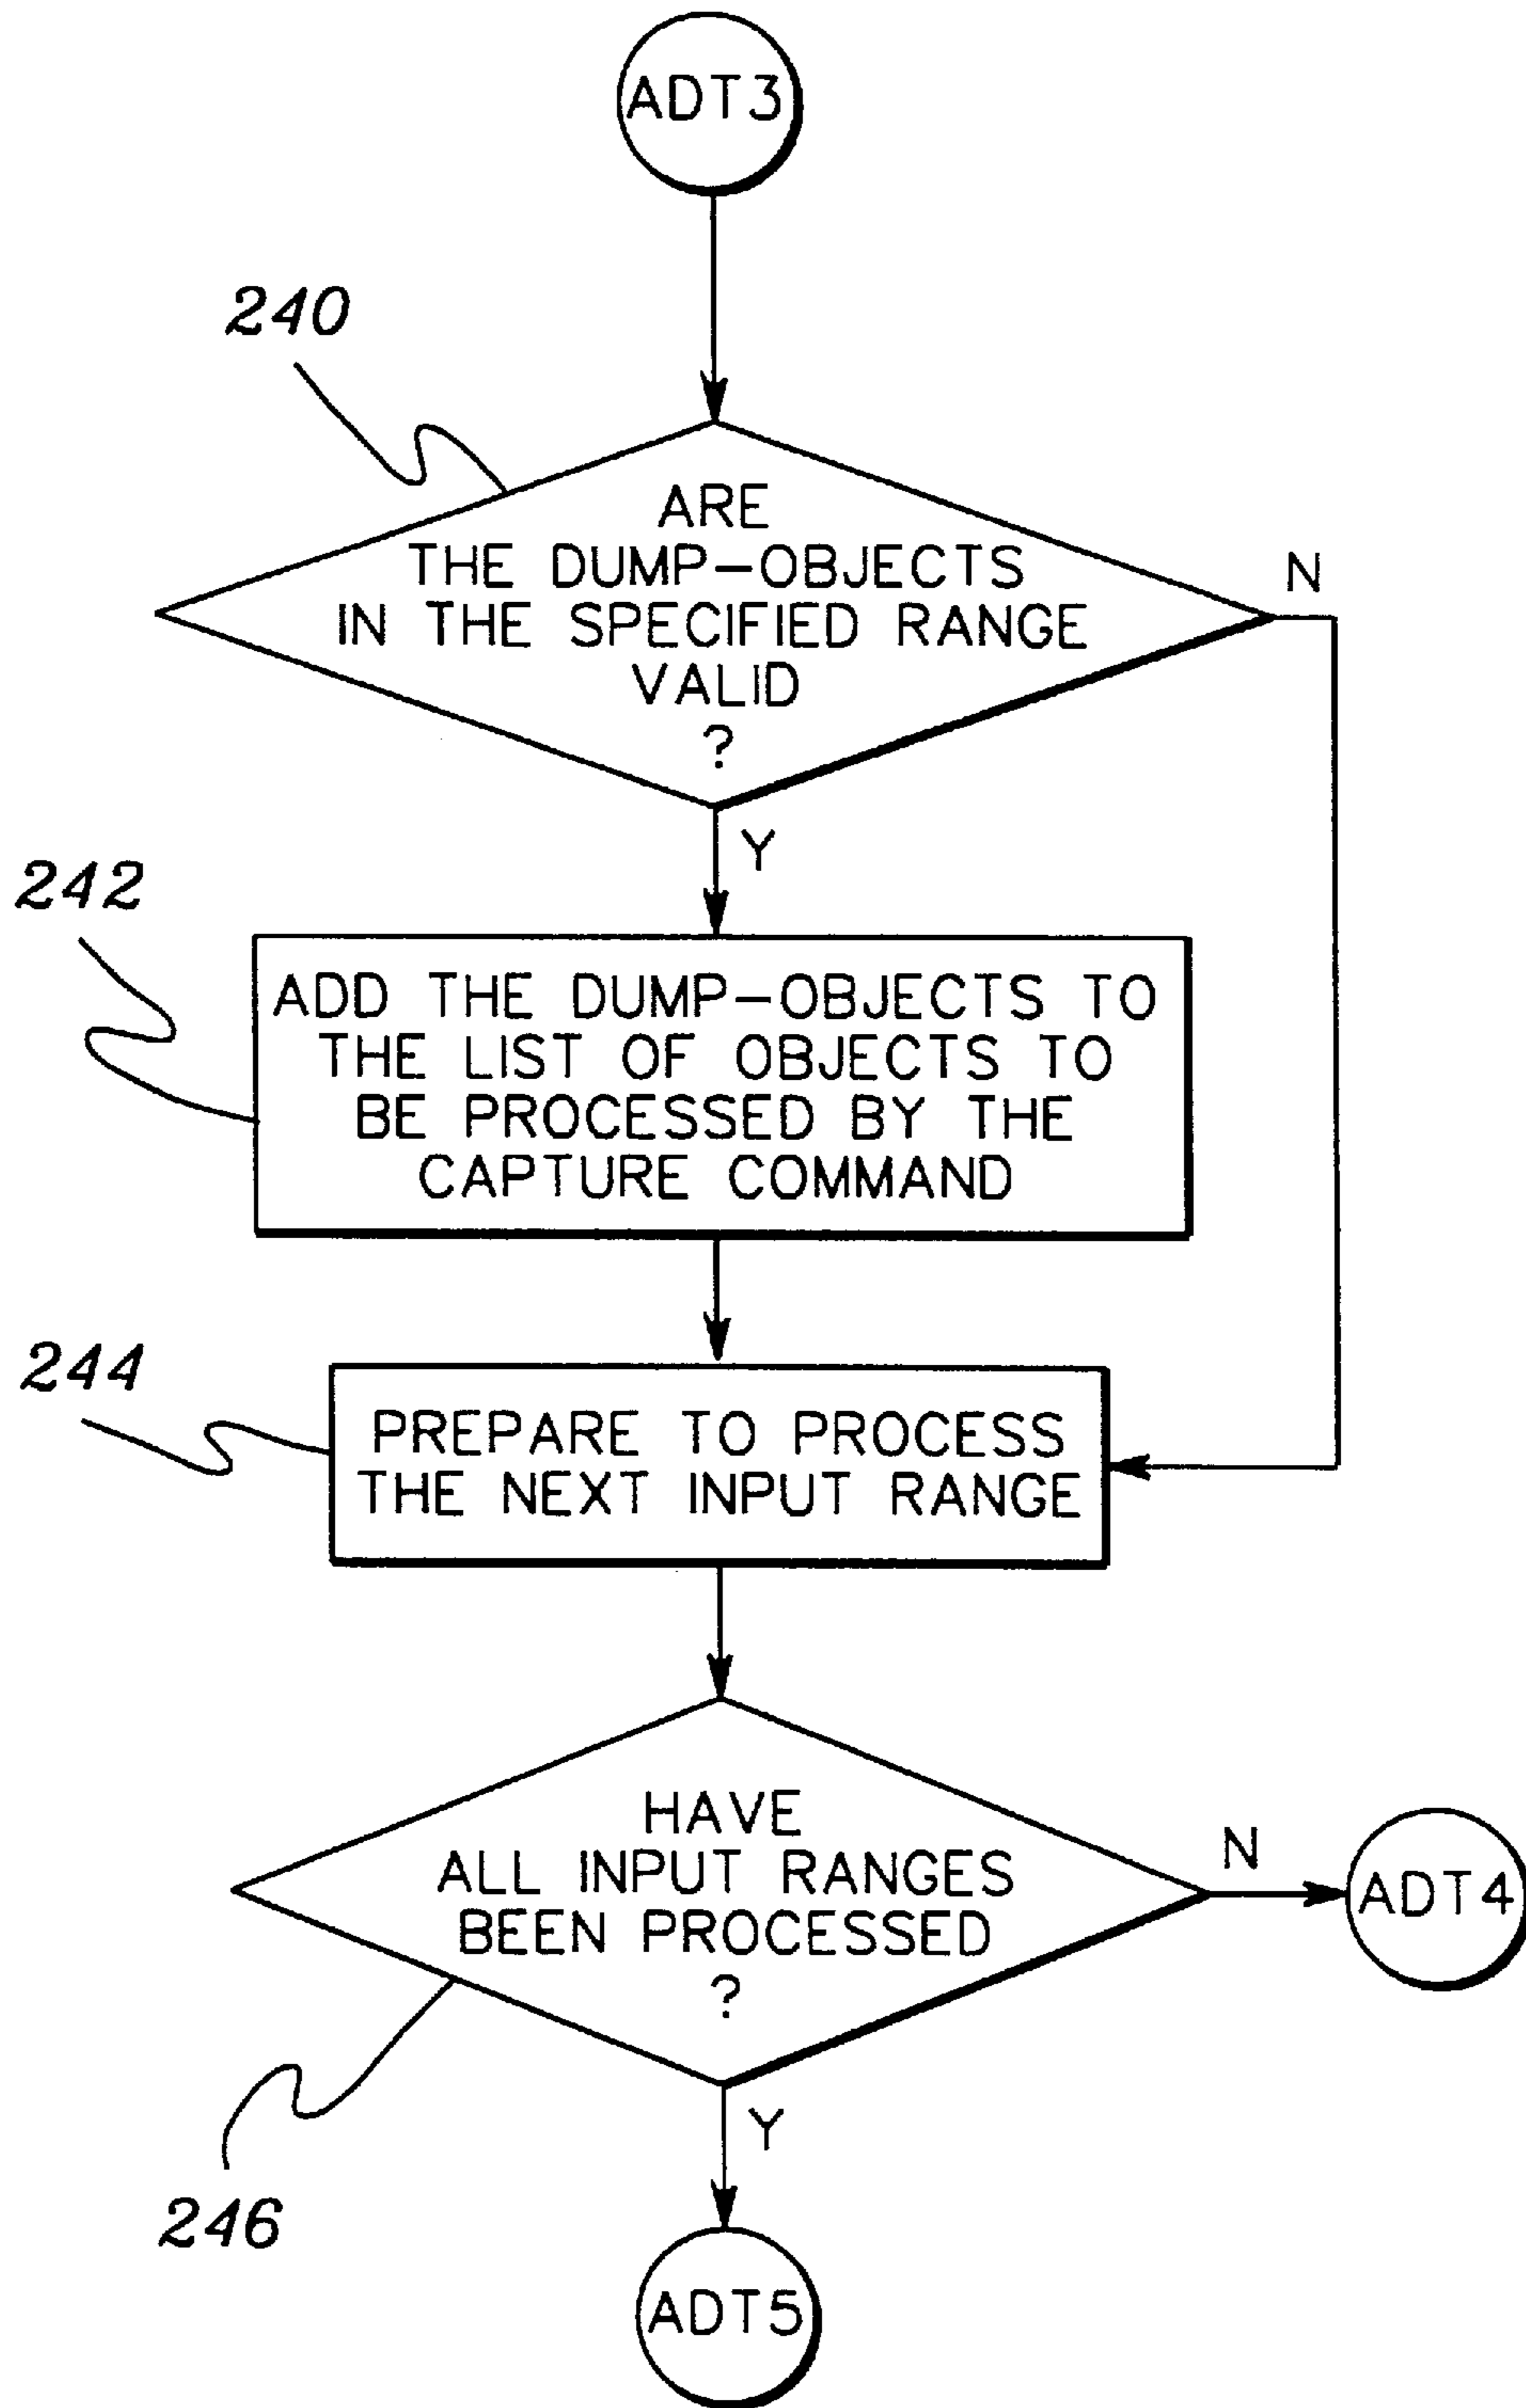 ADT3
240
ARE
THE DUMP-OBJECTS
IN THE SPECIFIED RANGE
VALID
?
N
Y
242
ADD THE DUMP-OBJECTS TO
THE LIST OF OBJECTS TO
BE PROCESSED BY THE
CAPTURE COMMAND
244
PREPARE TO PROCESS
THE NEXT INPUT RANGE
HAVE
ALL INPUT RANGES
BEEN PROCESSED
?
N
ADT4
Y
246
ADT5